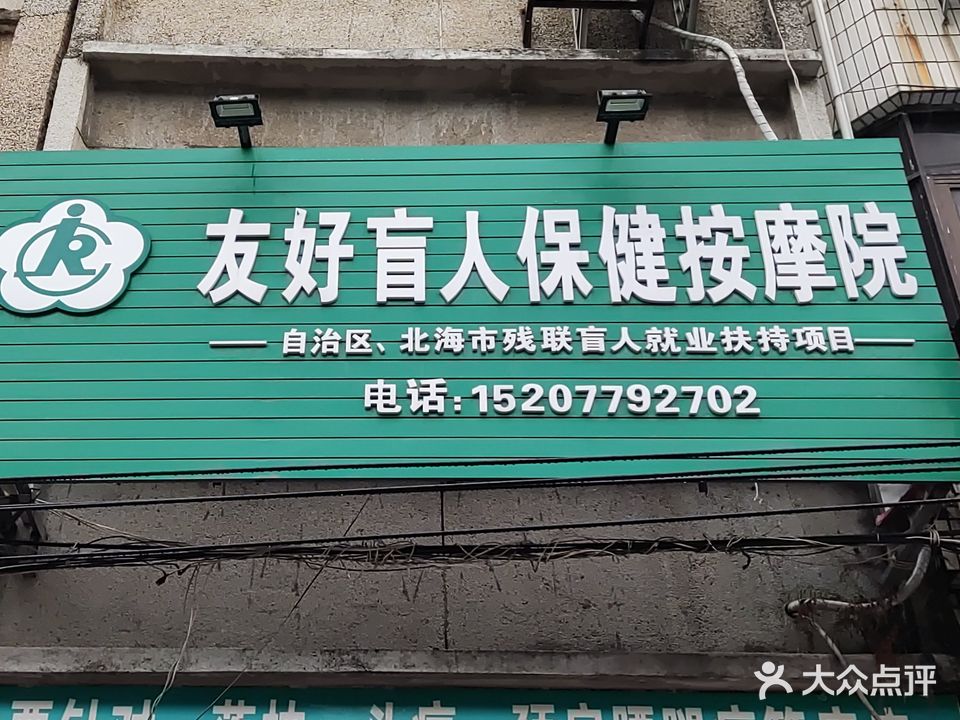 友好盲人保健按摩院
自治区、北海市残联盲人就业扶持项目
电话:15207792702
大众点评